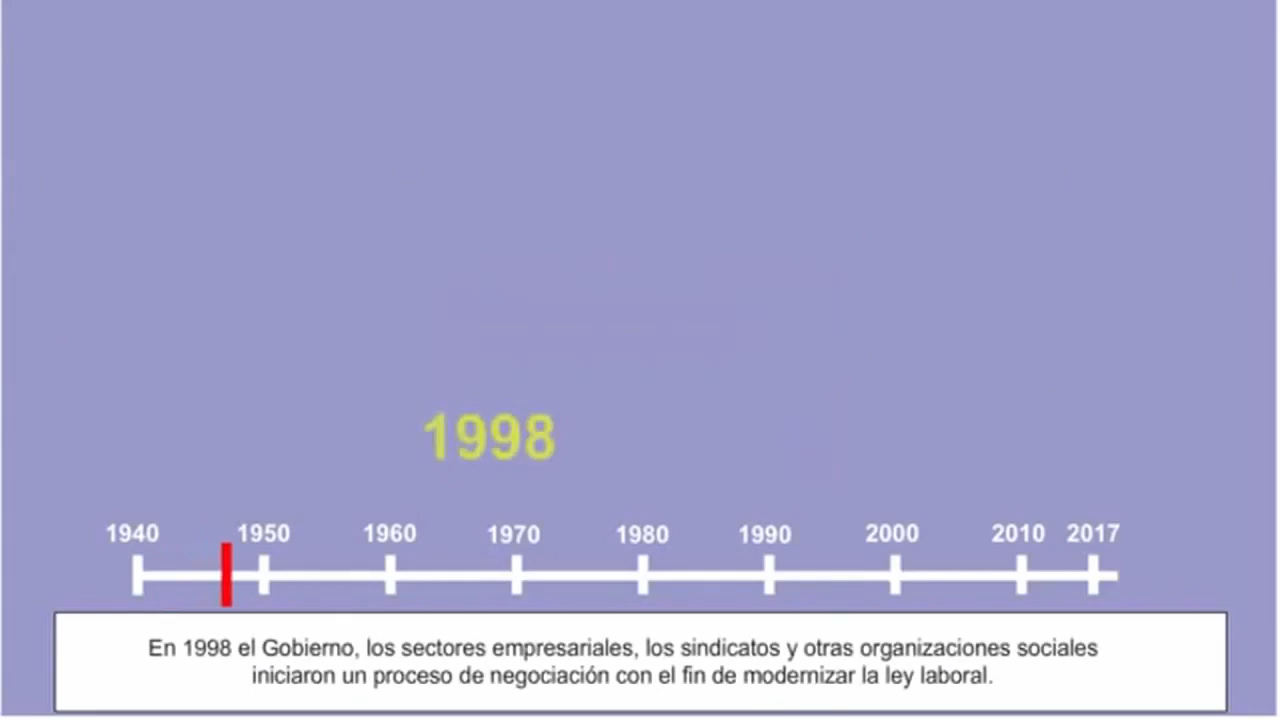 1998
1940 1950 1960 1970 1980 1990 2000 2010 2017
En 1998 el Gobierno, los sectores empresariales, los sindicatos y otras organizaciones sociales
iniciaron un proceso de negociación con el fin de modernizar la ley laboral.